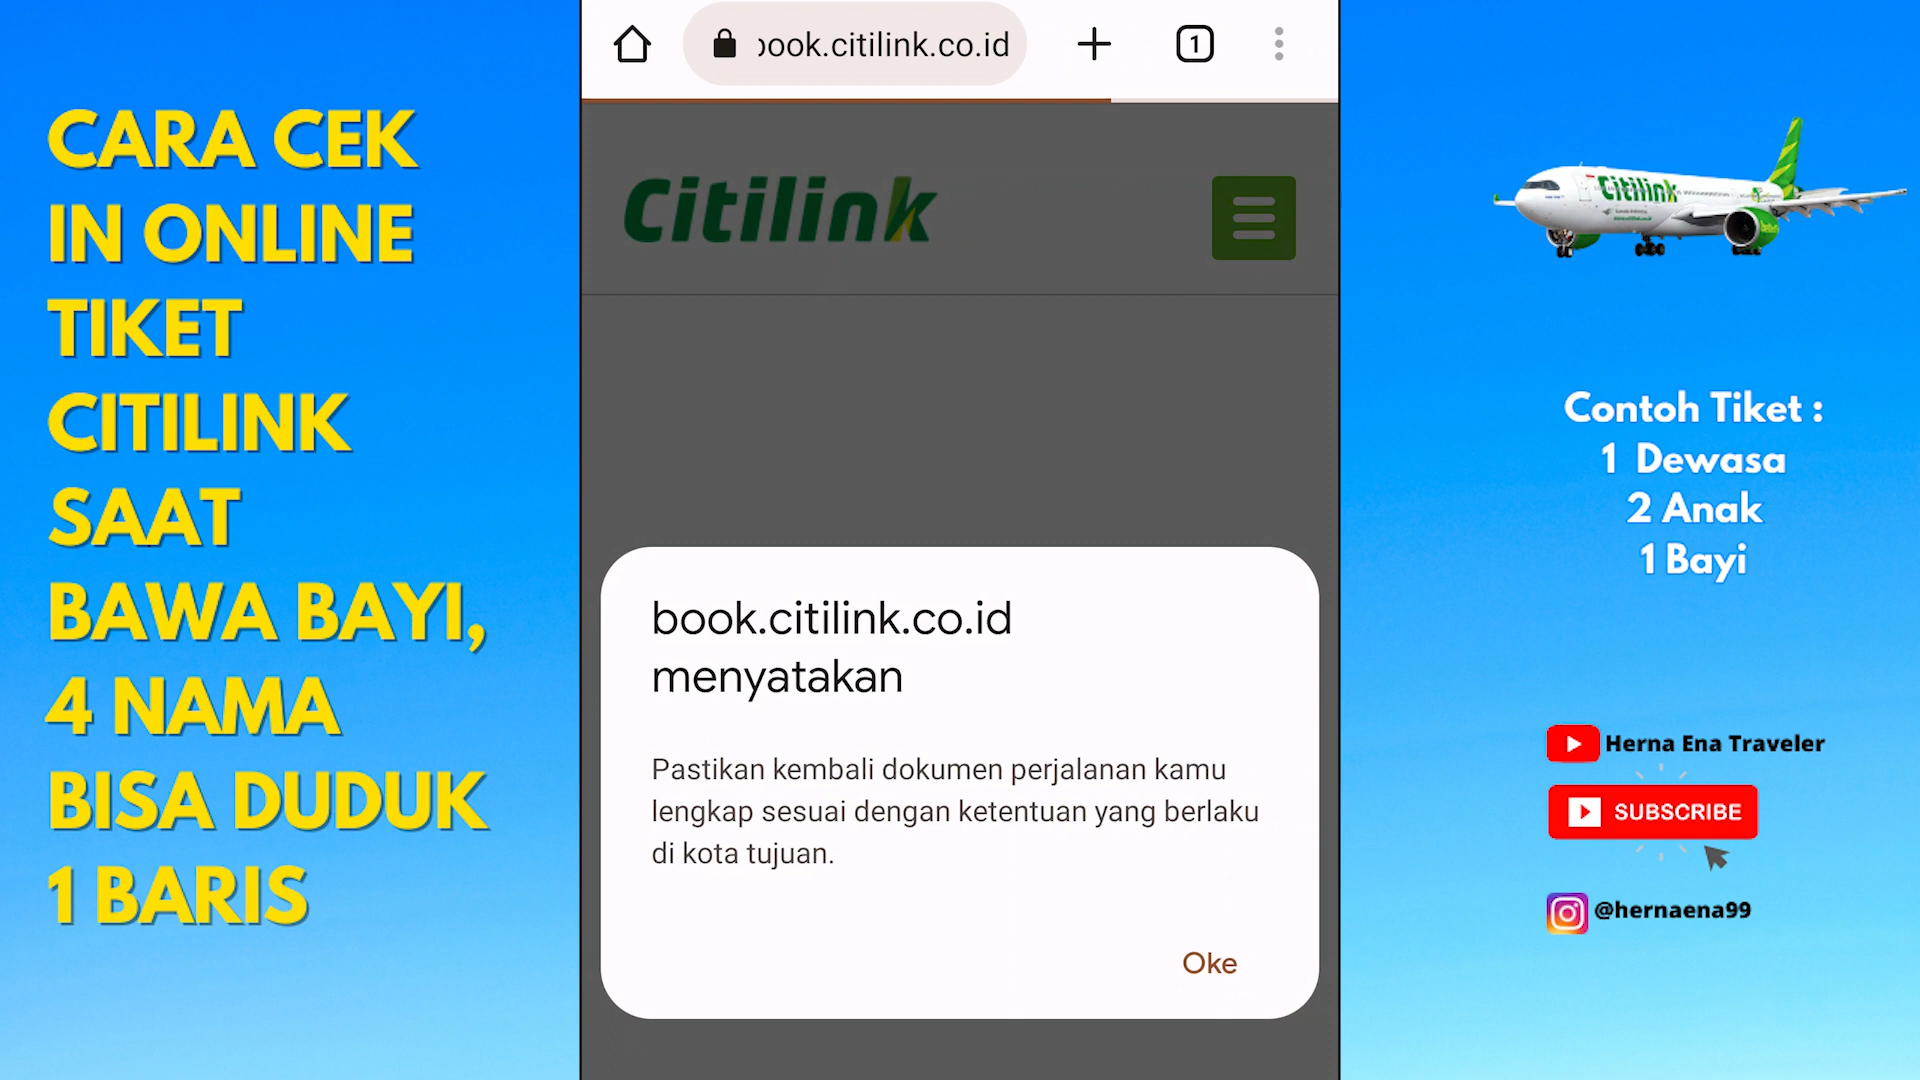 CARA CEK
IN ONLINE
TIKET
CITILINK
SAAT
BAWA BAYI,
4 NAMA
BISA DUDUK
1 BARIS
book.citilink.co.id
1
Citilink
book.citilink.co.id
menyatakan
Pastikan kembali dokumen perjalanan kamu
lengkap sesuai dengan ketentuan yang berlaku
di kota tujuan.
Oke
Citilink
Contoh Tiket :
1 Dewasa
2 Anak
1 Bayi
Herna Ena Traveler
SUBSCRIBE
@hernaena99